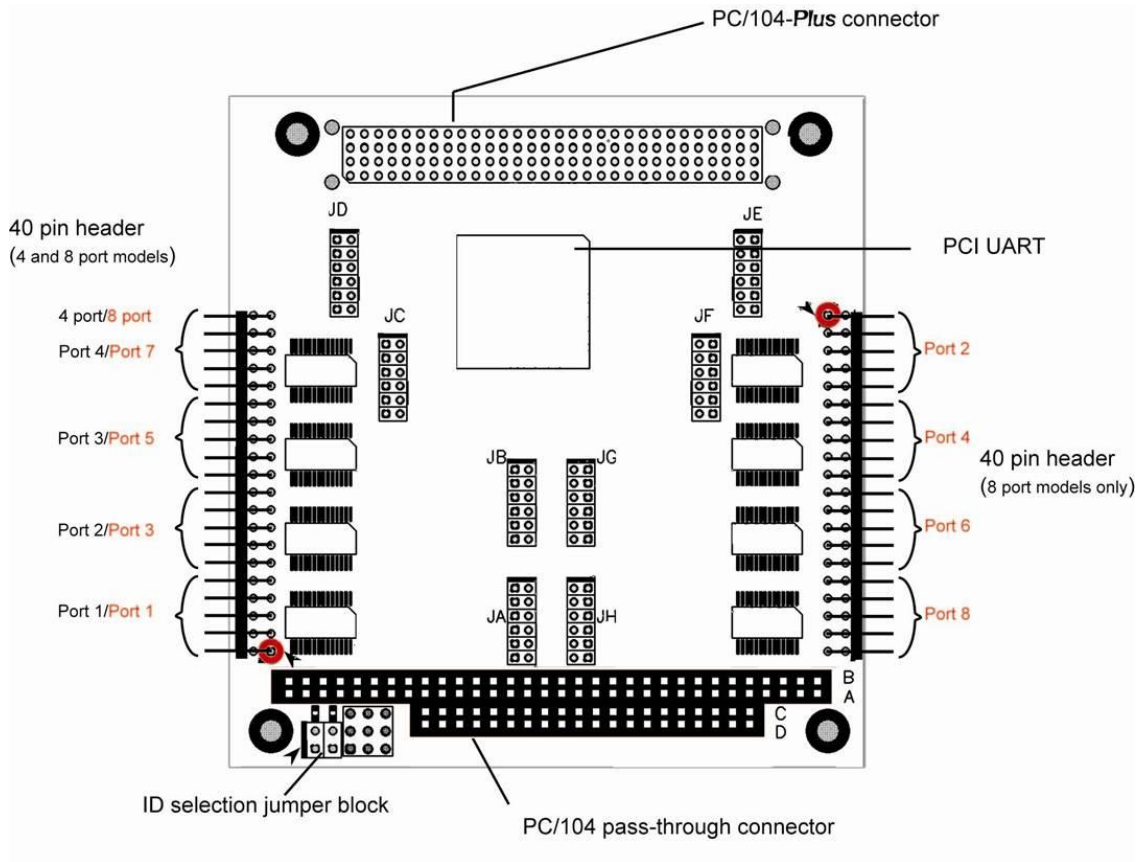 PC/104-Plus connector
JD
JE
40 pin header
(4 and 8 port models)
PCI UART
4 port/8 port
JC
JF
Port 4/Port 7
Port 2
Port 3/Port 5
Port 4
JB
JG
40 pin header
(8 port models only)
Port 2/Port 3
Port 6
Port 1/Port 1
JA
JH
Port 8
B
A
C
D
ID selection jumper block
PC/104 pass-through connector